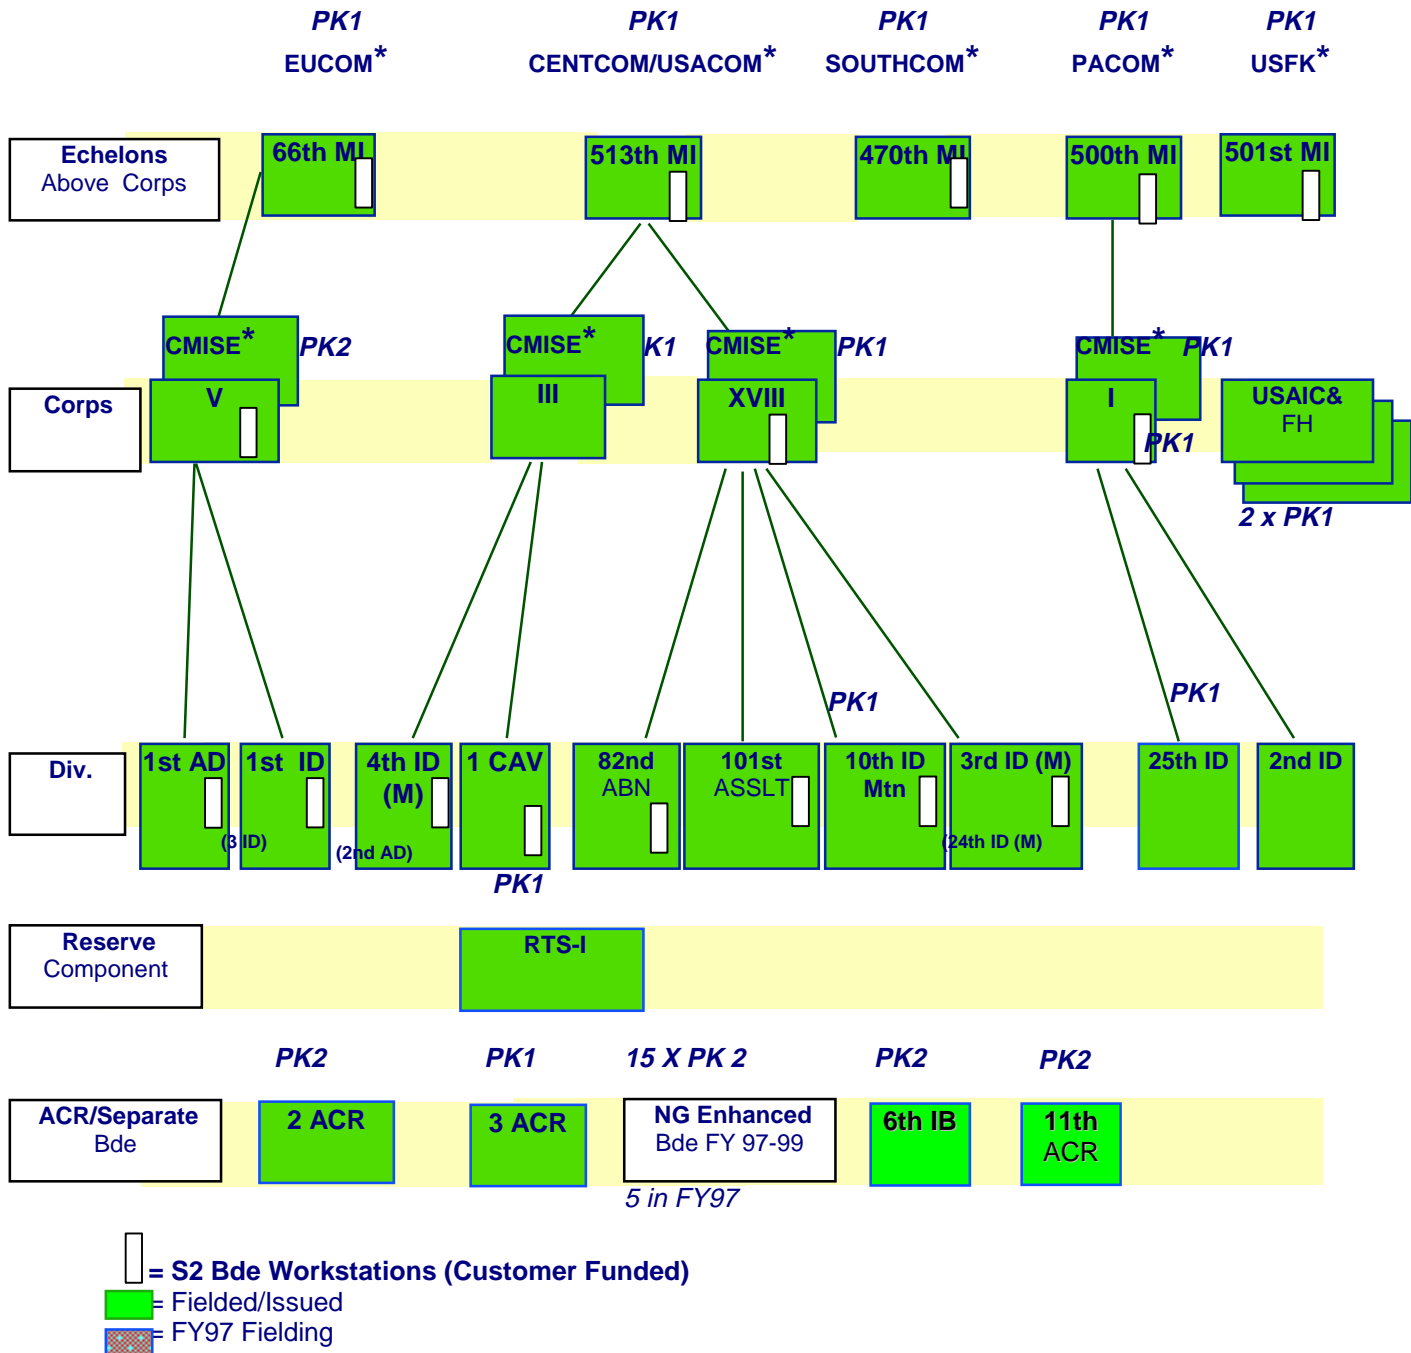 PK1 PK1 PK1 PK1 PK1
EUCOM* CENTCOM/USACOM* SOUTHCOM* PACOM* USFK*
Echelons
Above Corps
66th MI 513th MI 470th MI 500th MI 501st MI
CMISE* PK2 CMISE* K1 CMISE* PK1 CMISE* PK1
Corps
V III XVIII I PK1
USAIC&
FH
2 x PK1
PK1 PK1
Div.
1st AD
1st ID
(3 ID)
4th ID
(M)
(2nd AD)
1 CAV
PK1
82nd
ABN
101st
ASSLT
10th ID
Mtn
3rd ID (M)
(24th ID (M)
25th ID
2nd ID
Reserve
Component
RTS-I
PK2 PK1 15 X PK 2 PK2 PK2
ACR/Separate
Bde
2 ACR
3 ACR
NG Enhanced
Bde FY 97-99
5 in FY97
6th IB
11th
ACR
= S2 Bde Workstations (Customer Funded)
= Fielded/Issued
= FY97 Fielding